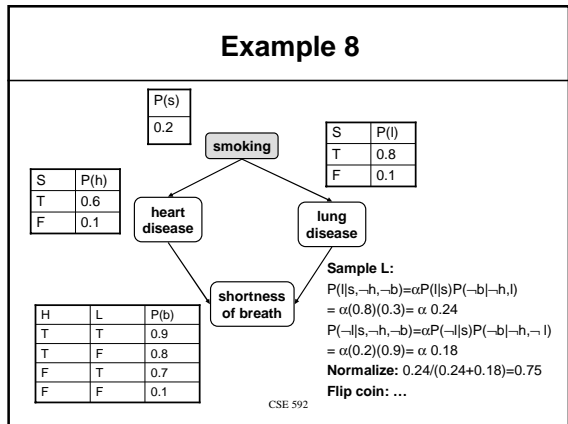 Example 8
P(s)
0.2
smoking
S P(l)
T 0.8
F 0.1
S P(h)
T 0.6
F 0.1
heart
disease
lung
disease
shortness
of breath
H L P(b)
T T 0.9
T F 0.8
F T 0.7
F F 0.1
Sample L:
P(l|s,¬h,¬b)=αP(l|s)P(¬b|¬h,l)
= α(0.8)(0.3)= α 0.24
P(¬l|s,¬h,¬b)=αP(¬l|s)P(¬b|¬h,¬ l)
= α(0.2)(0.9)= α 0.18
Normalize: 0.24/(0.24+0.18)=0.75
Flip coin: …
CSE 592